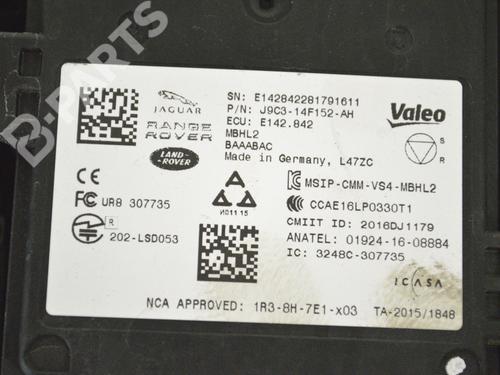 B-PARTS
JAGUAR
RANGE
ROVER
LAND-
ROVER
SN: E142842281791611
P/N: J9C3-14F152-AH
ECU: E142.842
MBHL2
BAAABAC
Made in Germany, L47ZC
Valeo
S
R
CE
FC UR8 307735
R
202-LSD053
N011 15
MSIP-CMM-VS4-MBHL2
CCAE16LP0330T1
CMIIT ID: 2016DJ1179
ANATEL: 01924-16-08884
IC: 3248C-307735
ICASA
NCA APPROVED: 1R3-8H-7E1-x03
TA-2015/1848